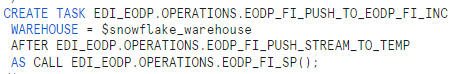 CREATE TASK EDI_EODP.OPERATIONS.EODP_FI_PUSH_TO_EODP_FI_INC
WAREHOUSE = $snowflake_warehouse
AFTER EDI_EODP.OPERATIONS.EODP_FI_PUSH_STREAM_TO_TEMP
AS CALL EDI_EODP.OPERATIONS.EODP_FI_SP();